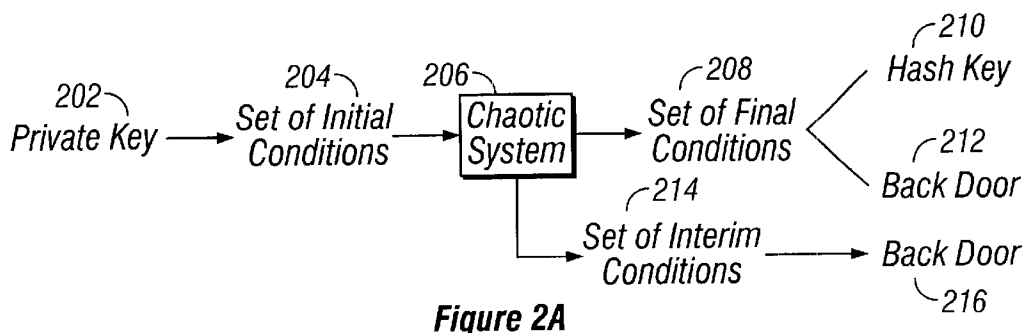 210
Hash Key
204
206
208
202
Set of Initial
Conditions
Chaotic
System
Set of Final
Conditions
Private Key
212
Back Door
214
Set of Interim
Conditions
Back Door
216
Figure 2A